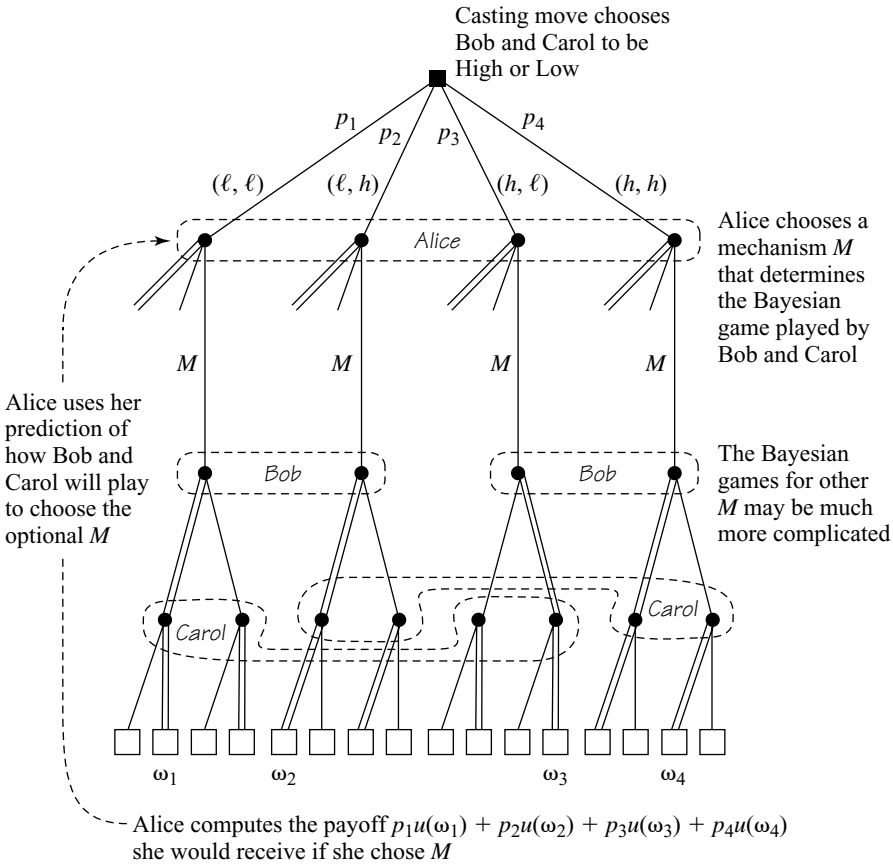 Casting move chooses
Bob and Carol to be
High or Low
p₁
p₂
p₃
p₄
(ℓ, ℓ)
(ℓ, h)
(h, ℓ)
(h, h)
Alice
Alice chooses a
mechanism M
that determines
the Bayesian
game played by
Bob and Carol
M
M
M
M
Alice uses her
prediction of
how Bob and
Carol will play
to choose the
optional M
Bob
Bob
The Bayesian
games for other
M may be much
more complicated
Carol
Carol
ω₁
ω₂
ω₃
ω₄
Alice computes the payoff p₁u(ω₁) + p₂u(ω₂) + p₃u(ω₃) + p₄u(ω₄)
she would receive if she chose M